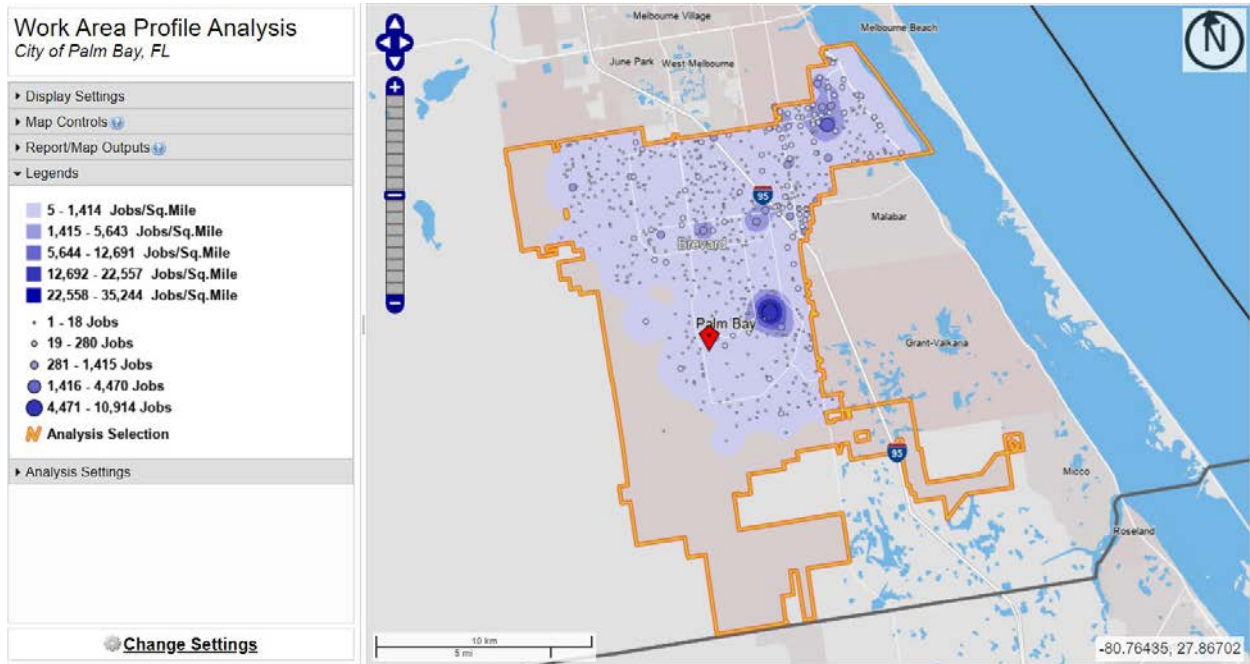 Work Area Profile Analysis
City of Palm Bay, FL
Display Settings
Map Controls
Report/Map Outputs
Legends
5 - 1,414 Jobs/Sq.Mile
1,415 - 5,643 Jobs/Sq.Mile
5,644 - 12,691 Jobs/Sq.Mile
12,692 - 22,557 Jobs/Sq.Mile
22,558 - 35,244 Jobs/Sq.Mile
1 - 18 Jobs
19 - 280 Jobs
281 - 1,415 Jobs
1,416 - 4,470 Jobs
4,471 - 10,914 Jobs
Analysis Selection
Analysis Settings
Change Settings
Melbourne Village
Melbourne Beach
June Park
West Melbourne
N
95
Malabar
Brevard
Palm Bay
Grant-Valkaria
95
Micco
Roseland
10 km
5 mi
-80.76435, 27.86702